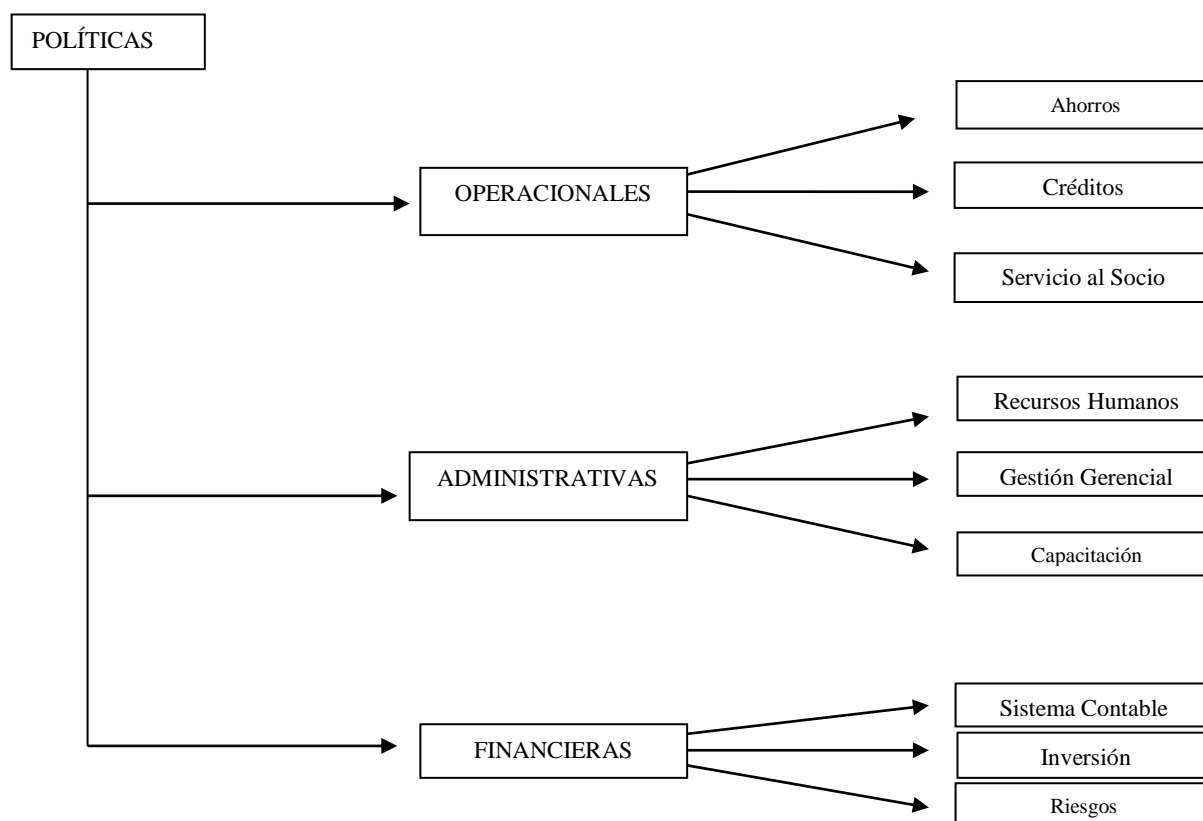 POLÍTICAS
OPERACIONALES
Ahorros
Créditos
Servicio al Socio
ADMINISTRATIVAS
Recursos Humanos
Gestión Gerencial
Capacitación
FINANCIERAS
Sistema Contable
Inversión
Riesgos